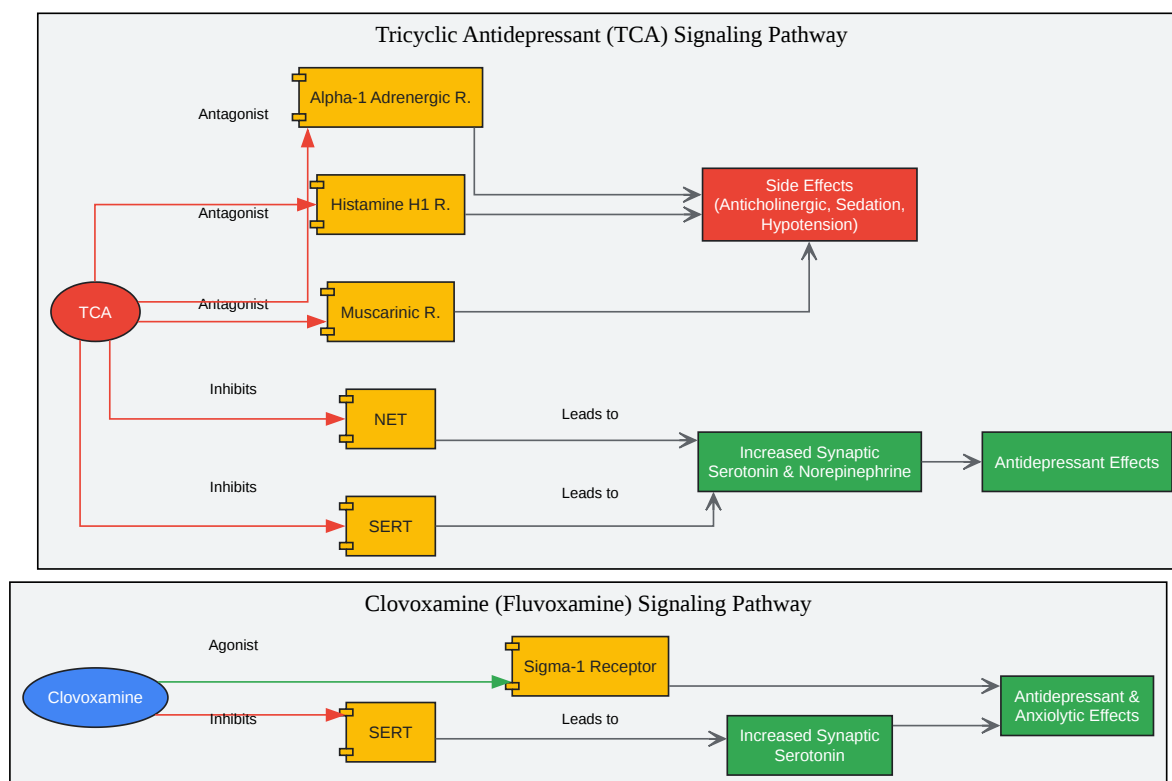 Tricyclic Antidepressant (TCA) Signaling Pathway
Alpha-1 Adrenergic R.
Antagonist
Side Effects
(Anticholinergic, Sedation,
Hypotension)
Histamine H1 R.
Antagonist
TCA
Antagonist
Muscarinic R.
Inhibits
NET
Leads to
Increased Synaptic
Serotonin & Norepinephrine
Antidepressant Effects
Inhibits
SERT
Leads to
Clovoxamine (Fluvoxamine) Signaling Pathway
Agonist
Sigma-1 Receptor
Clovoxamine
Antidepressant &
Anxiolytic Effects
Inhibits
SERT
Leads to
Increased Synaptic
Serotonin